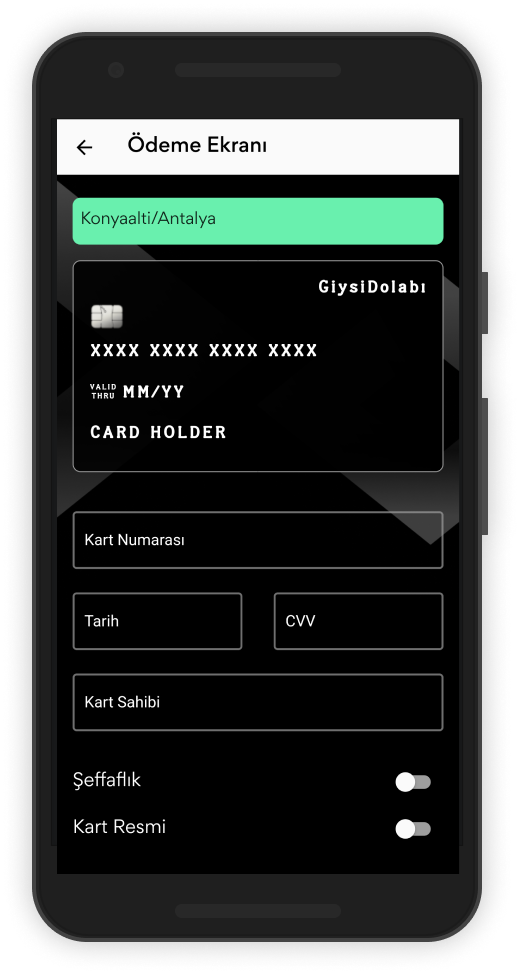 Ödeme Ekranı
Konyaalti/Antalya
GiysiDolabı
XXXX XXXX XXXX XXXX
VALID THRU MM/YY
CARD HOLDER
Kart Numarası
Tarih CVV
Kart Sahibi
Şeffaflık
Kart Resmi